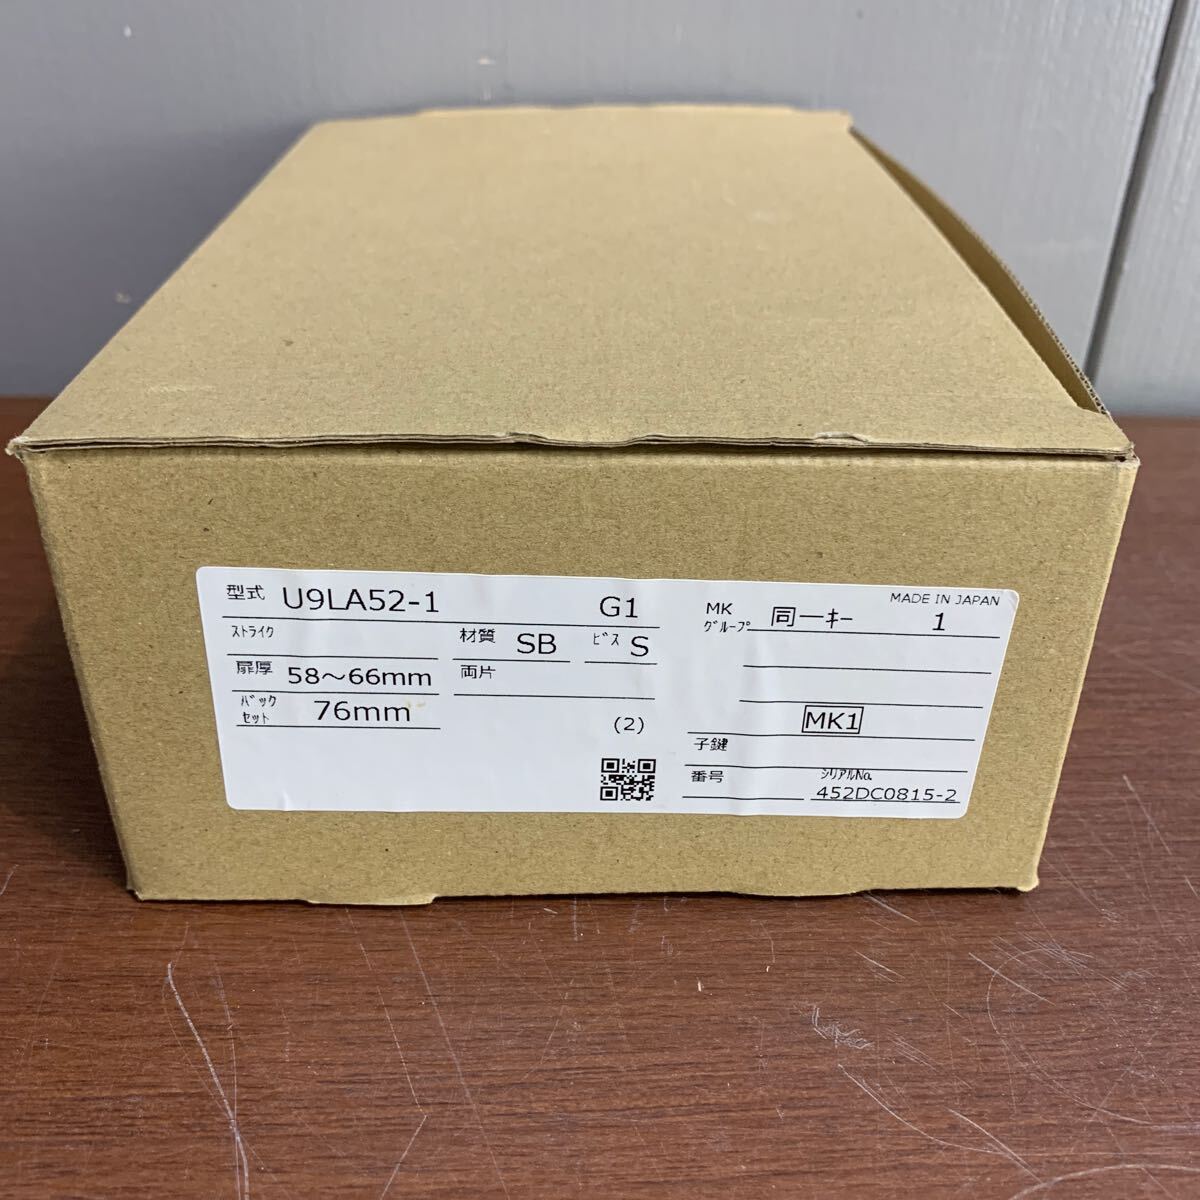 型式 U9LA52-1 G1
ｽﾄﾗｲｸ 材質 SB ﾋﾞｽ S
扉厚 58～66mm 両片
ﾊﾞｯｸ
ｾｯﾄ 76mm
(2)
MADE IN JAPAN
MK
ｸﾞﾙｰﾌﾟ 同一ｷｰ 1
MK1
子鍵
番号 ｼﾘｱﾙNo.
452DC0815-2